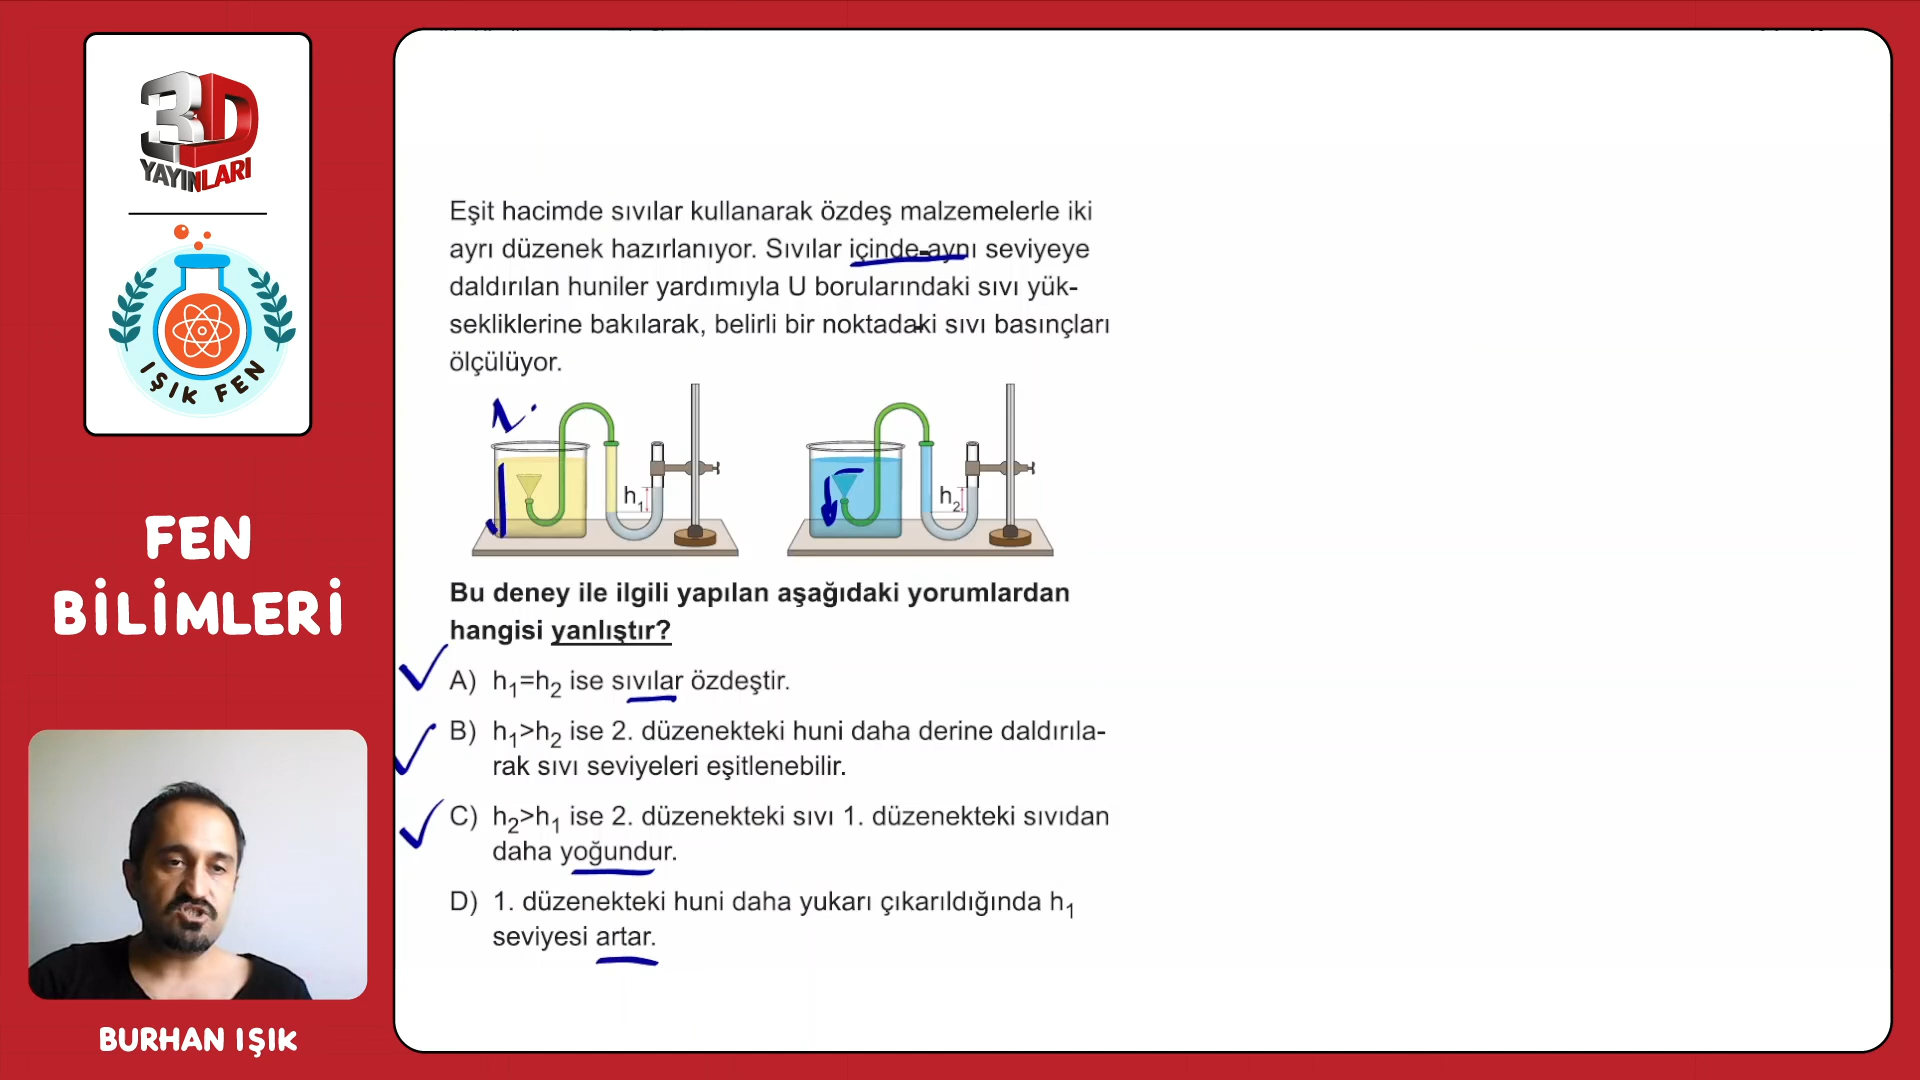 3D
YAYINLARI
IŞIK FEN
FEN
BİLİMLERİ
BURHAN IŞIK
Eşit hacimde sıvılar kullanarak özdeş malzemelerle iki
ayrı düzenek hazırlanıyor. Sıvılar içinde aynı seviyeye
daldırılan huniler yardımıyla U borularındaki sıvı yük-
sekliklerine bakılarak, belirli bir noktadaki sıvı basınçları
ölçülüyor.
h₁
h₂
Bu deney ile ilgili yapılan aşağıdaki yorumlardan
hangisi yanlıştır?
A) h₁=h₂ ise sıvılar özdeştir.
B) h₁>h₂ ise 2. düzenekteki huni daha derine daldırıla-
rak sıvı seviyeleri eşitlenebilir.
C) h₂>h₁ ise 2. düzenekteki sıvı 1. düzenekteki sıvıdan
daha yoğundur.
D) 1. düzenekteki huni daha yukarı çıkarıldığında h₁
seviyesi artar.